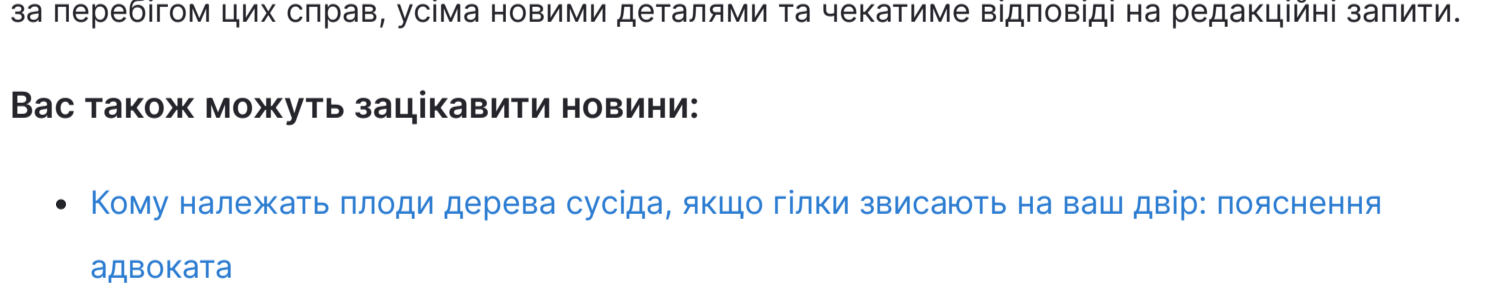 за перебігом цих справ, усіма новими деталями та чекатиме відповіді на редакційні запити.
Вас також можуть зацікавити новини:
• Кому належать плоди дерева сусіда, якщо гілки звисають на ваш двір: пояснення
адвоката